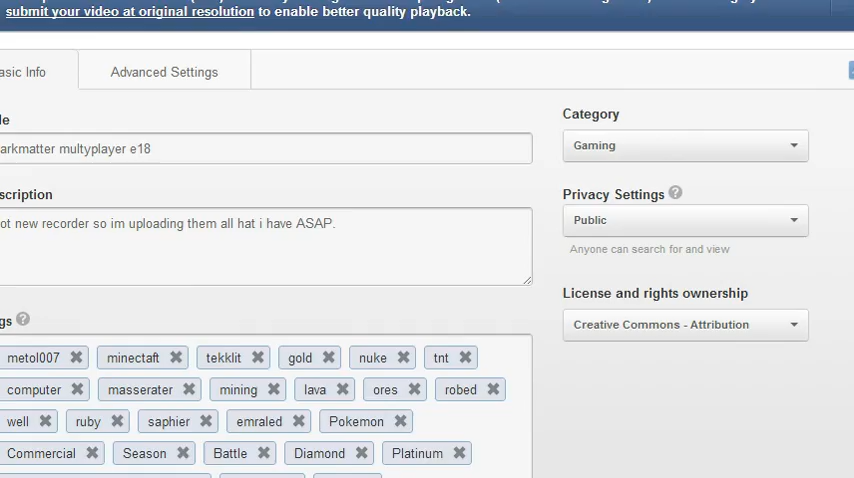 submit your video at original resolution to enable better quality playback.
asic Info Advanced Settings
le
arkmatter multyplayer e18
scription
ot new recorder so im uploading them all hat i have ASAP.
gs
metol007 minectaft tekklit gold nuke tnt
computer masserater mining lava ores robed
well ruby saphier emraled Pokemon
Commercial Season Battle Diamond Platinum
Category
Gaming
Privacy Settings
Public
Anyone can search for and view
License and rights ownership
Creative Commons - Attribution